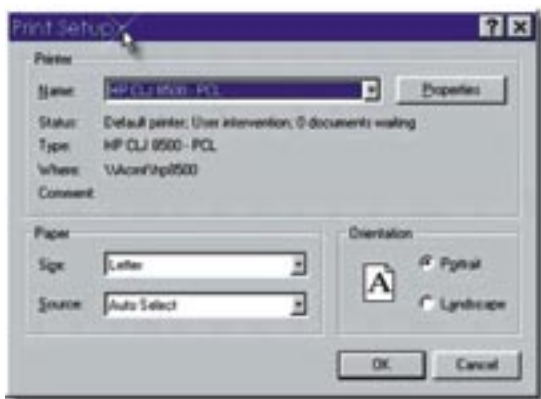 Print Setup
Printer
Name: HP CLJ 8500 - PCL
Properties
Status: Default printer; User intervention; 0 documents waiting
Type: HP CLJ 8500 - PCL
Where:
Comment:
Paper
Size: Letter
Source: Auto Select
Orientation
A
Portrait
Landscape
OK
Cancel